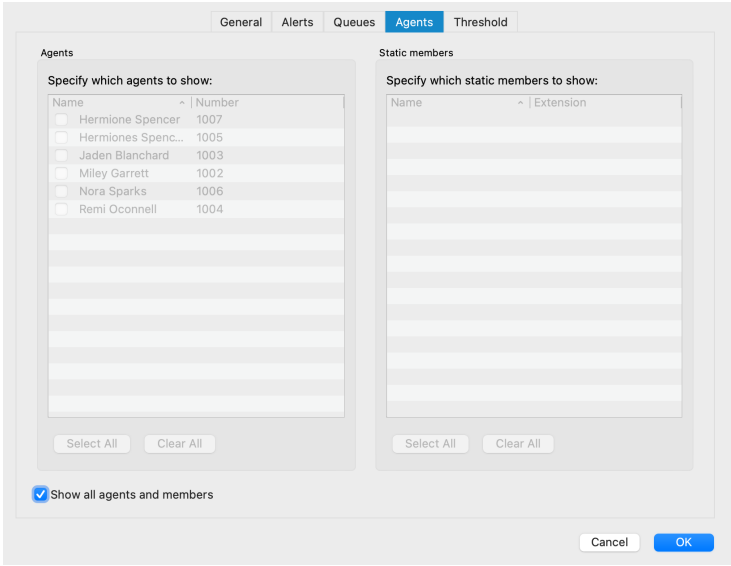 General Alerts Queues Agents Threshold
Agents
Static members
Specify which agents to show:
Specify which static members to show:
Name Number
Name Extension
Hermione Spencer 1007
Hermiones Spenc... 1005
Jaden Blanchard 1003
Miley Garrett 1002
Nora Sparks 1006
Remi Oconnell 1004
Select All Clear All
Select All Clear All
Show all agents and members
Cancel OK